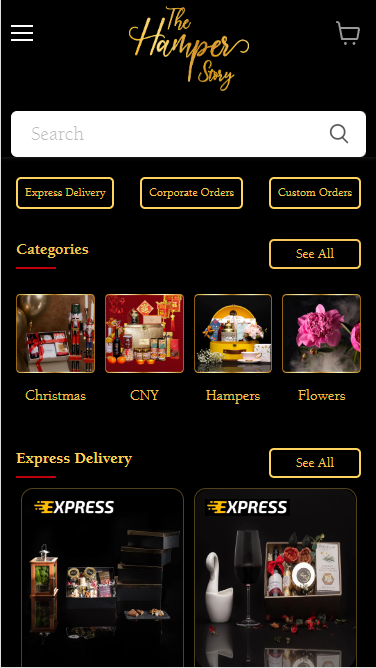 The
Hamper
Story
Search
Express Delivery
Corporate Orders
Custom Orders
Categories
See All
Christmas
CNY
Hampers
Flowers
Express Delivery
See All
EXPRESS
EXPRESS